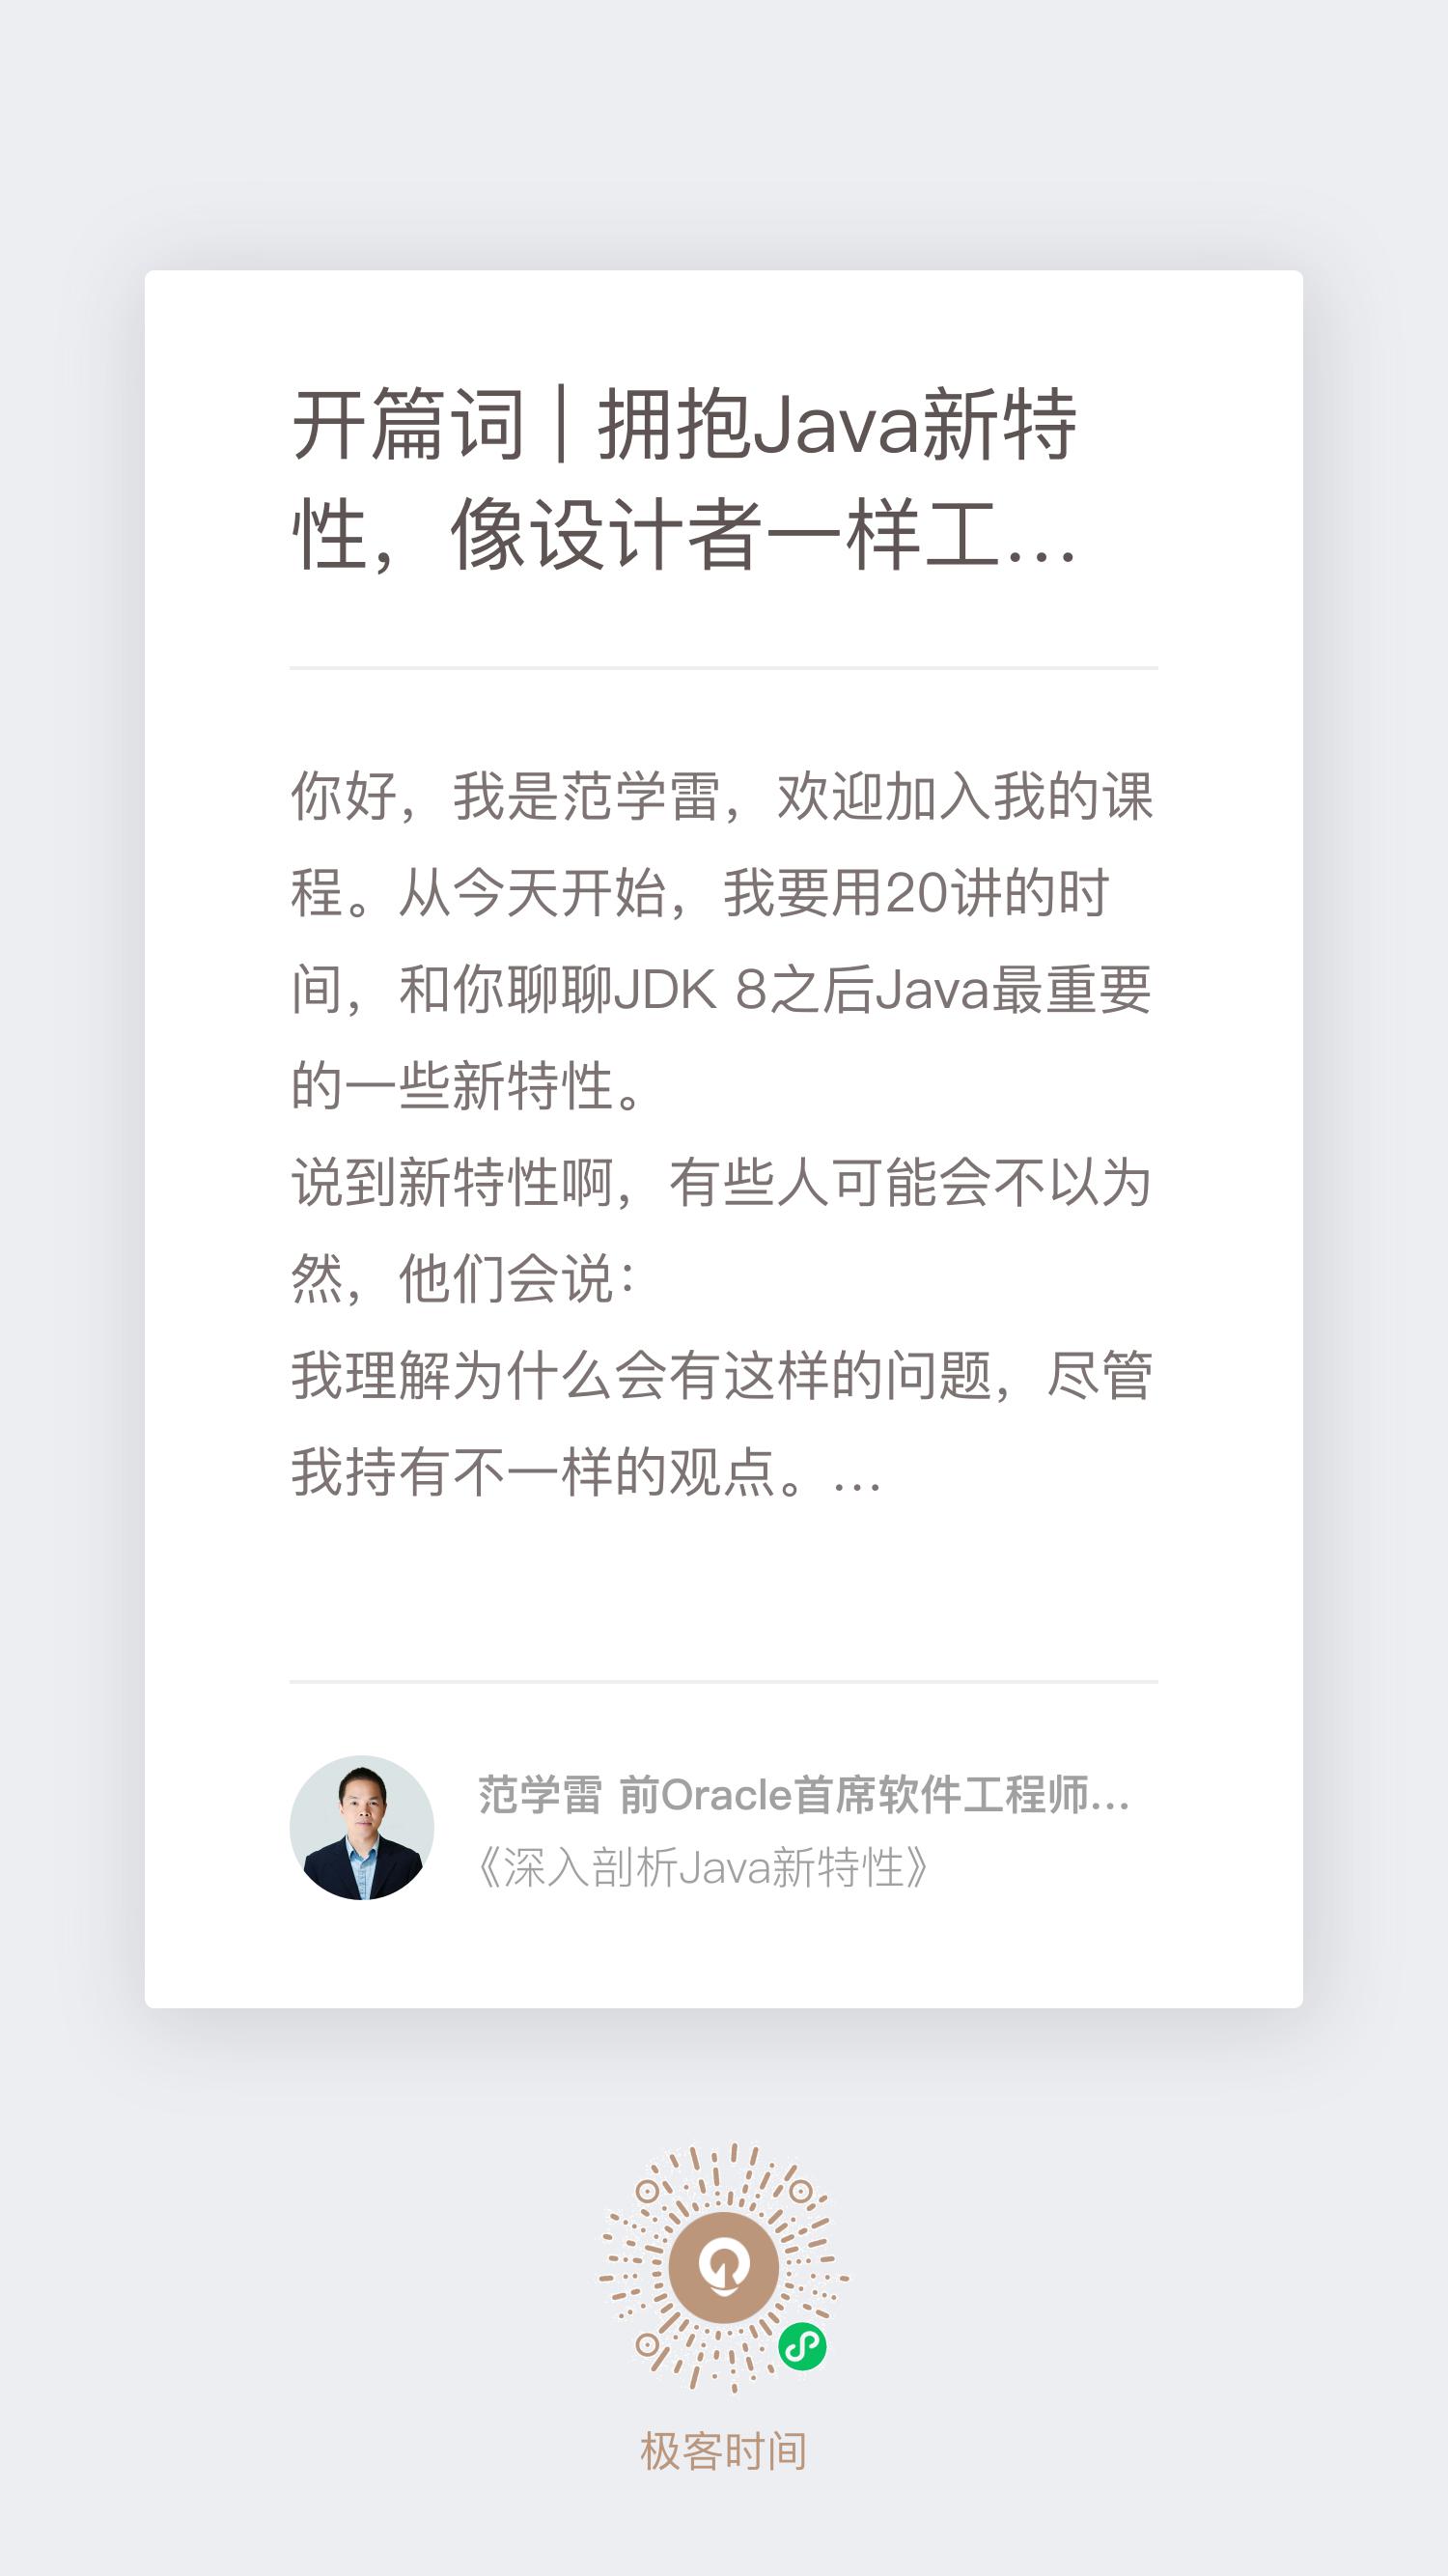 开篇词 | 拥抱Java新特
性，像设计者一样工...
你好，我是范学雷，欢迎加入我的课
程。从今天开始，我要用20讲的时
间，和你聊聊JDK 8之后Java最重要
的一些新特性。
说到新特性啊，有些人可能会不以为
然，他们会说：
我理解为什么会有这样的问题，尽管
我持有不一样的观点。...
范学雷 前Oracle首席软件工程师...
《深入剖析Java新特性》
极客时间